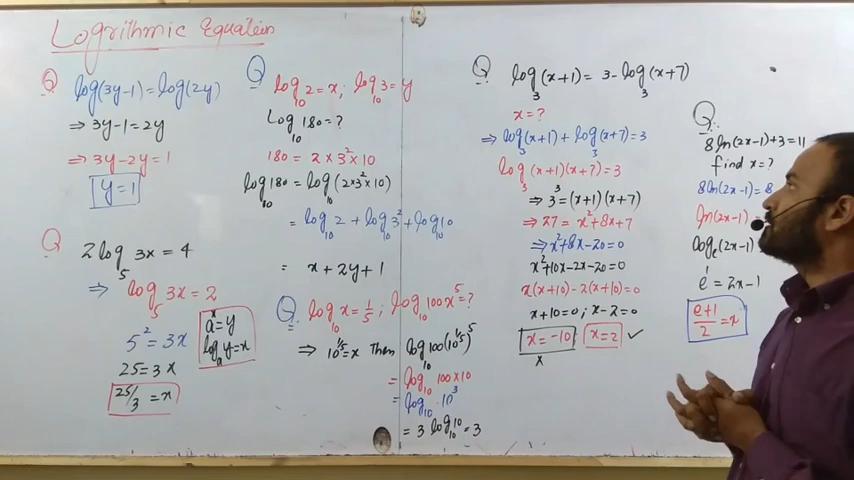 Logrithmic Equation
Q log(3y-1) = log(2y)
⇒ 3y-1 = 2y
⇒ 3y-2y = 1
y = 1
Q 2 log₅ 3x = 4
⇒ log₅ 3x = 2
5² = 3x
25 = 3x
25/3 = x
aˣ = y
logₐ y = x
Q log₁₀ 2 = x; log₁₀ 3 = y
Log₁₀ 180 = ?
180 = 2 × 3² × 10
log₁₀ 180 = log₁₀ (2×3²×10)
= log₁₀ 2 + log₁₀ 3² + log₁₀ 10
= x + 2y + 1
Q log₁₀ x = 1/5 ; log₁₀ 100x⁵ = ?
⇒ 10^(1/5) = x Then log₁₀ 100(10^(1/5))⁵
= log₁₀ 100×10
= log₁₀ 10³
= 3 log₁₀ 10 = 3
Q log₃ (x+1) = 3 - log₃ (x+7)
x = ?
⇒ log₃ (x+1) + log₃ (x+7) = 3
log₃ (x+1)(x+7) = 3
⇒ 3³ = (x+1)(x+7)
⇒ 27 = x²+8x+7
⇒ x²+8x-20 = 0
x²+10x-2x-20 = 0
x(x+10)-2(x+10) = 0
x+10 = 0 ; x-2 = 0
x = -10 x = 2 ✓
x
Q
8 ln(2x-1)+3 = 11
find x = ?
8 ln(2x-1) = 8
ln(2x-1) =
logₑ (2x-1)
e¹ = 2x-1
e+1/2 = x